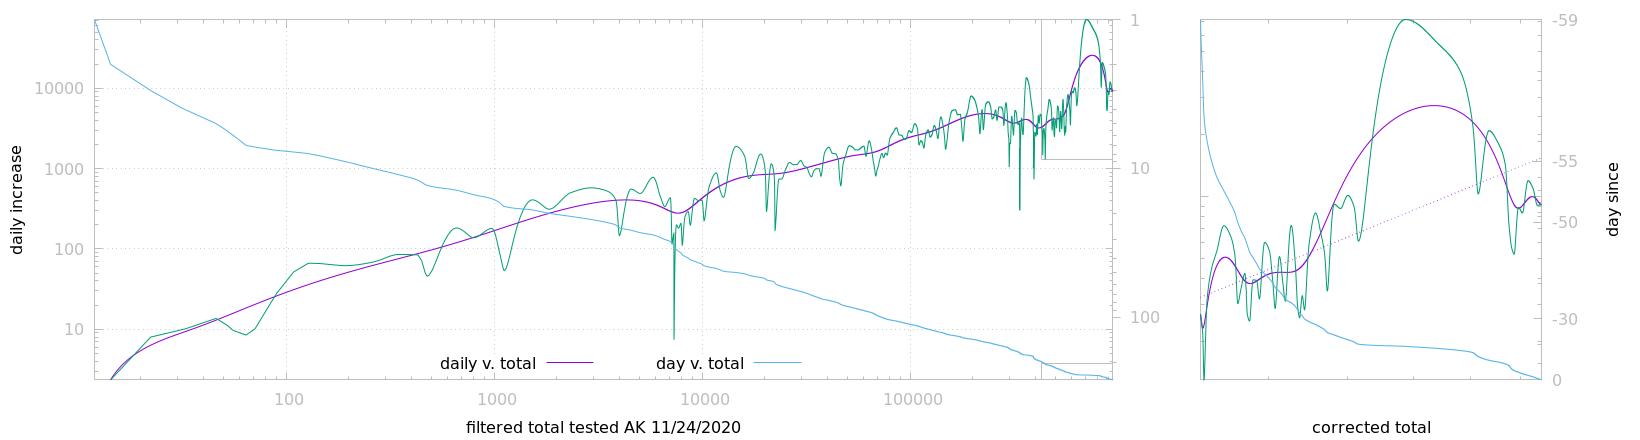 daily increase
10000
1000
100
10
100
1000
10000
100000
1
10
100
daily v. total
day v. total
filtered total tested AK 11/24/2020
-59
-55
-50
-30
0
day since
corrected total